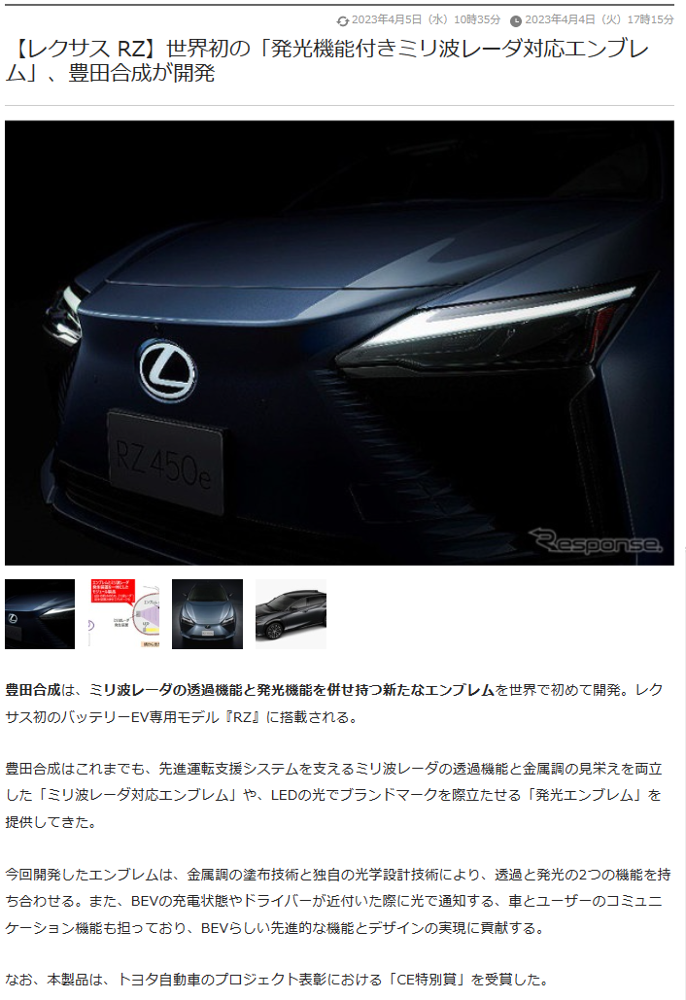 2023年4月5日（水）10時35分 2023年4月4日（火）17時15分
【レクサス RZ】世界初の「発光機能付きミリ波レーダ対応エンブレ
ム」、豊田合成が開発
RZ 450e
Response.
豊田合成は、ミリ波レーダの透過機能と発光機能を併せ持つ新たなエンブレムを世界で初めて開発。レク
サス初のバッテリーEV専用モデル『RZ』に搭載される。
豊田合成はこれまでも、先進運転支援システムを支えるミリ波レーダの透過機能と金属調の見栄えを両立
した「ミリ波レーダ対応エンブレム」や、LEDの光でブランドマークを際立たせる「発光エンブレム」を
提供してきた。
今回開発したエンブレムは、金属調の塗布技術と独自の光学設計技術により、透過と発光の2つの機能を持
ち合わせる。また、BEVの充電状態やドライバーが近付いた際に光で通知する、車とユーザーのコミュニ
ケーション機能も担っており、BEVらしい先進的な機能とデザインの実現に貢献する。
なお、本製品は、トヨタ自動車のプロジェクト表彰における「CE特別賞」を受賞した。